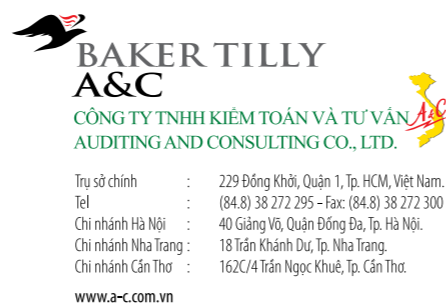 BAKER TILLY
A&C
CÔNG TY TNHH KIỂM TOÁN VÀ TƯ VẤN
A&C
AUDITING AND CONSULTING CO., LTD.
Trụ sở chính : 229 Đồng Khởi, Quận 1, Tp. HCM, Việt Nam.
Tel : (84.8) 38 272 295 – Fax: (84.8) 38 272 300
Chi nhánh Hà Nội : 40 Giảng Võ, Quận Đống Đa, Tp. Hà Nội.
Chi nhánh Nha Trang : 18 Trần Khánh Dư, Tp. Nha Trang.
Chi nhánh Cần Thơ : 162C/4 Trần Ngọc Khuê, Tp. Cần Thơ.
www.a-c.com.vn